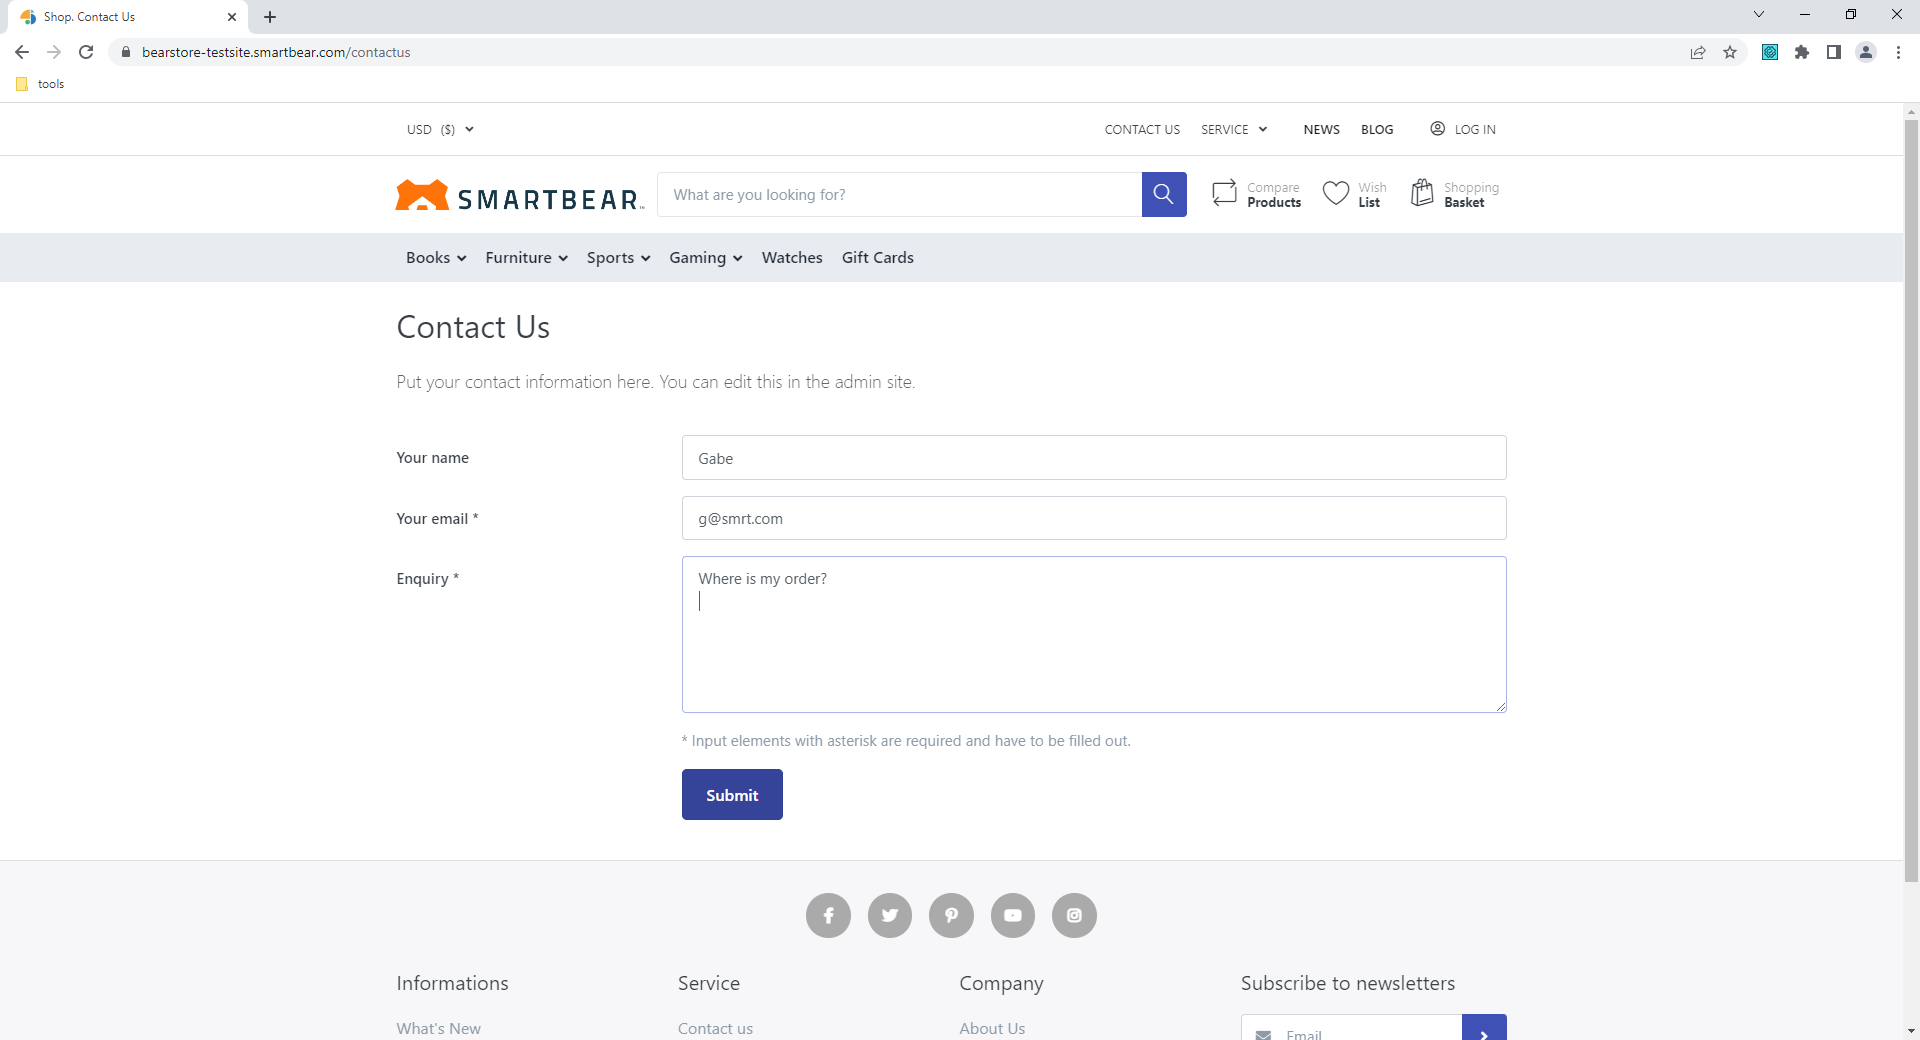 Shop. Contact Us
bearstore-testsite.smartbear.com/contactus
tools
USD ($)
CONTACT US SERVICE NEWS BLOG LOG IN
SMARTBEAR™
What are you looking for?
Compare Products
Wish List
Shopping Basket
Books Furniture Sports Gaming Watches Gift Cards
Contact Us
Put your contact information here. You can edit this in the admin site.
Your name
Gabe
Your email *
g@smrt.com
Enquiry *
Where is my order?
* Input elements with asterisk are required and have to be filled out.
Submit
Informations Service Company Subscribe to newsletters
What's New Contact us About Us Email